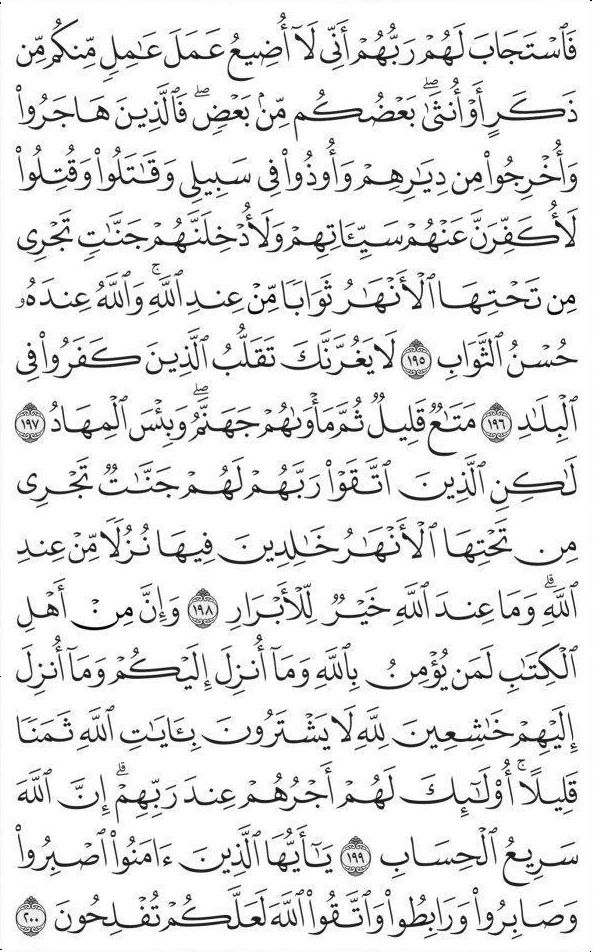 فَٱسْتَجَابَ لَهُمْ رَبُّهُمْ أَنِّى لَآ أُضِيعُ عَمَلَ عَٰمِلٍ مِّنكُم مِّن
ذَكَرٍ أَوْ أُنثَىٰۖ بَعْضُكُم مِّنۢ بَعْضٍۖ فَٱلَّذِينَ هَاجَرُوا۟
وَأُخْرِجُوا۟ مِن دِيَٰرِهِمْ وَأُوذُوا۟ فِى سَبِيلِى وَقَٰتَلُوا۟ وَقُتِلُوا۟
لَأُكَفِّرَنَّ عَنْهُمْ سَيِّـَٔاتِهِمْ وَلَأُدْخِلَنَّهُمْ جَنَّٰتٍ تَجْرِى
مِن تَحْتِهَا ٱلْأَنْهَٰرُ ثَوَابًا مِّنْ عِندِ ٱللَّهِۚ وَٱللَّهُ عِندَهُۥ
حُسْنُ ٱلثَّوَابِ ١٩٥ لَا يَغُرَّنَّكَ تَقَلُّبُ ٱلَّذِينَ كَفَرُوا۟ فِى
ٱلْبِلَٰدِ ١٩٦ مَتَٰعٌ قَلِيلٌ ثُمَّ مَأْوَىٰهُمْ جَهَنَّمُۖ وَبِئْسَ ٱلْمِهَادُ ١٩٧
لَٰكِنِ ٱلَّذِينَ ٱتَّقَوْا۟ رَبَّهُمْ لَهُمْ جَنَّٰتٌ تَجْرِى
مِن تَحْتِهَا ٱلْأَنْهَٰرُ خَٰلِدِينَ فِيهَا نُزُلًا مِّنْ عِندِ
ٱللَّهِۗ وَمَا عِندَ ٱللَّهِ خَيْرٌ لِّلْأَبْرَارِ ١٩٨ وَإِنَّ مِنْ أَهْلِ
ٱلْكِتَٰبِ لَمَن يُؤْمِنُ بِٱللَّهِ وَمَآ أُنزِلَ إِلَيْكُمْ وَمَآ أُنزِلَ
إِلَيْهِمْ خَٰشِعِينَ لِلَّهِ لَا يَشْتَرُونَ بِـَٔايَٰتِ ٱللَّهِ ثَمَنًا
قَلِيلًاۚ أُو۟لَٰٓئِكَ لَهُمْ أَجْرُهُمْ عِندَ رَبِّهِمْۗ إِنَّ ٱللَّهَ
سَرِيعُ ٱلْحِسَابِ ١٩٩ يَٰٓأَيُّهَا ٱلَّذِينَ ءَامَنُوا۟ ٱصْبِرُوا۟
وَصَابِرُوا۟ وَرَابِطُوا۟ وَٱتَّقُوا۟ ٱللَّهَ لَعَلَّكُمْ تُفْلِحُونَ ٢٠٠